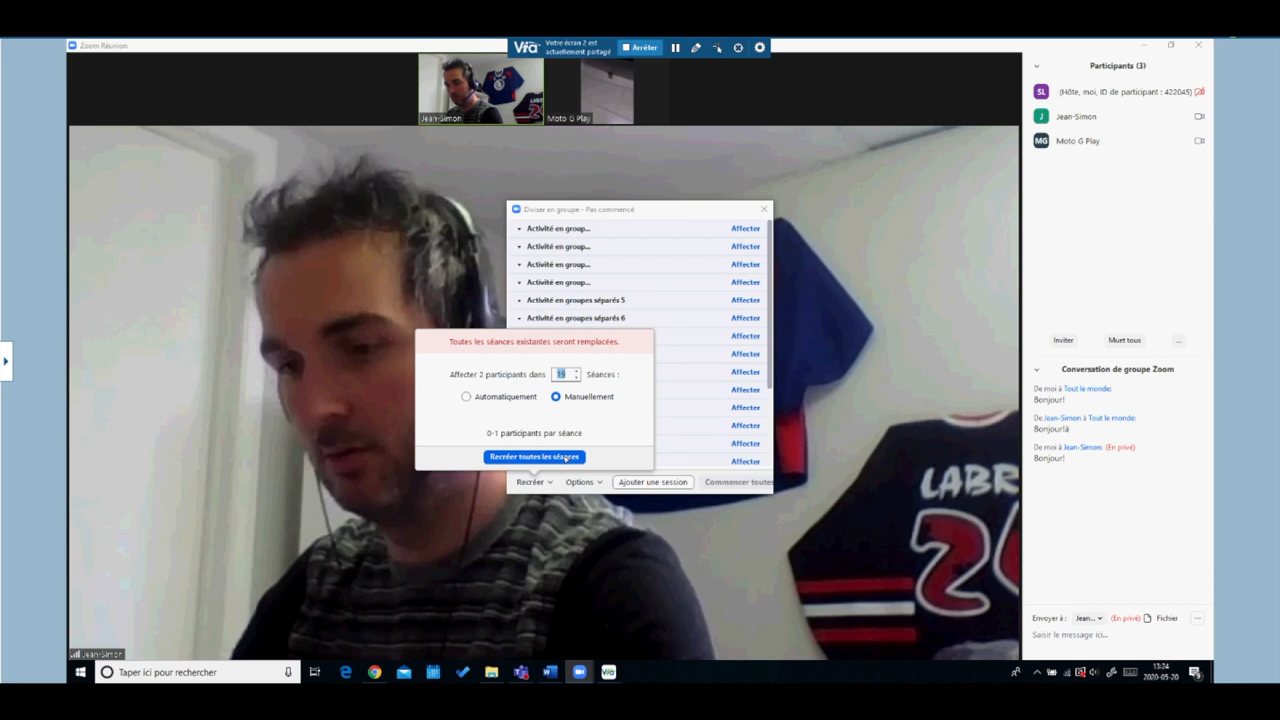 Zoom Réunion
Via
Votre écran 2 est
actuellement partagé
Arrêter
Jean-Simon
Moto G Play
Participants (3)
SL (Hôte, moi, ID de participant : 422045)
J Jean-Simon
MG Moto G Play
Diviser en groupe - Pas commencé
Activité en group... Affecter
Activité en group... Affecter
Activité en group... Affecter
Activité en group... Affecter
Activité en groupes séparés 5 Affecter
Activité en groupes séparés 6 Affecter
Affecter
Affecter
Affecter
Affecter
Affecter
Affecter
Affecter
Affecter
Toutes les séances existantes seront remplacées.
Affecter 2 participants dans 19 Séances :
Automatiquement Manuellement
0-1 participants par séance
Recréer toutes les séances
Recréer Options Ajouter une session Commencer toutes
Inviter Muet tous ...
Conversation de groupe Zoom
De moi à Tout le monde:
Bonjour!
De Jean-Simon à Tout le monde:
Bonjour!à
De moi à Jean-Simon: (En privé)
Bonjour!
Envoyer à : Jean... (En privé) Fichier ...
Saisir le message ici...
LABR
Jean-Simon
Taper ici pour rechercher
Via
13:24
2020-05-20